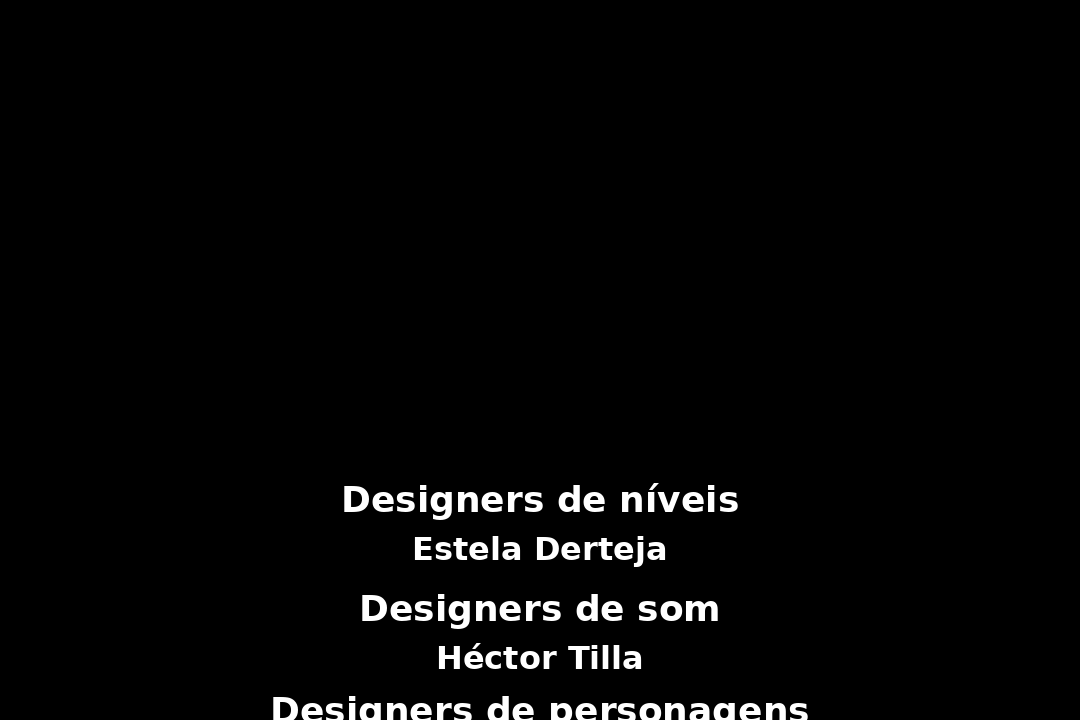 Designers de níveis
Estela Derteja
Designers de som
Héctor Tilla
Designers de personagens